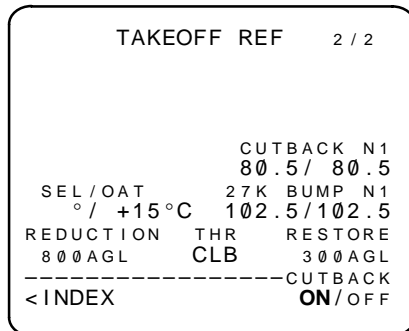 TAKEOFF REF 2/2
CUTBACK N1
80.5/ 80.5
SEL/OAT 27K BUMP N1
°/ +15°C 102.5/102.5
REDUCTION THR RESTORE
800AGL CLB 300AGL
------------------CUTBACK
<INDEX ON/OFF